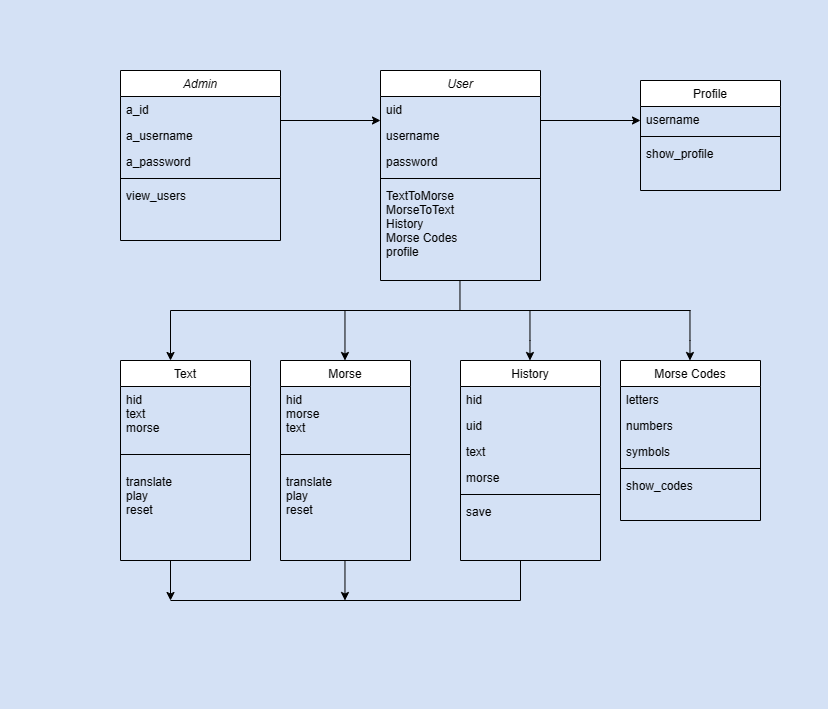 Admin
a_id
a_username
a_password
view_users
User
uid
username
password
TextToMorse
MorseToText
History
Morse Codes
profile
Profile
username
show_profile
Text
hid
text
morse
translate
play
reset
Morse
hid
morse
text
translate
play
reset
History
hid
uid
text
morse
save
Morse Codes
letters
numbers
symbols
show_codes